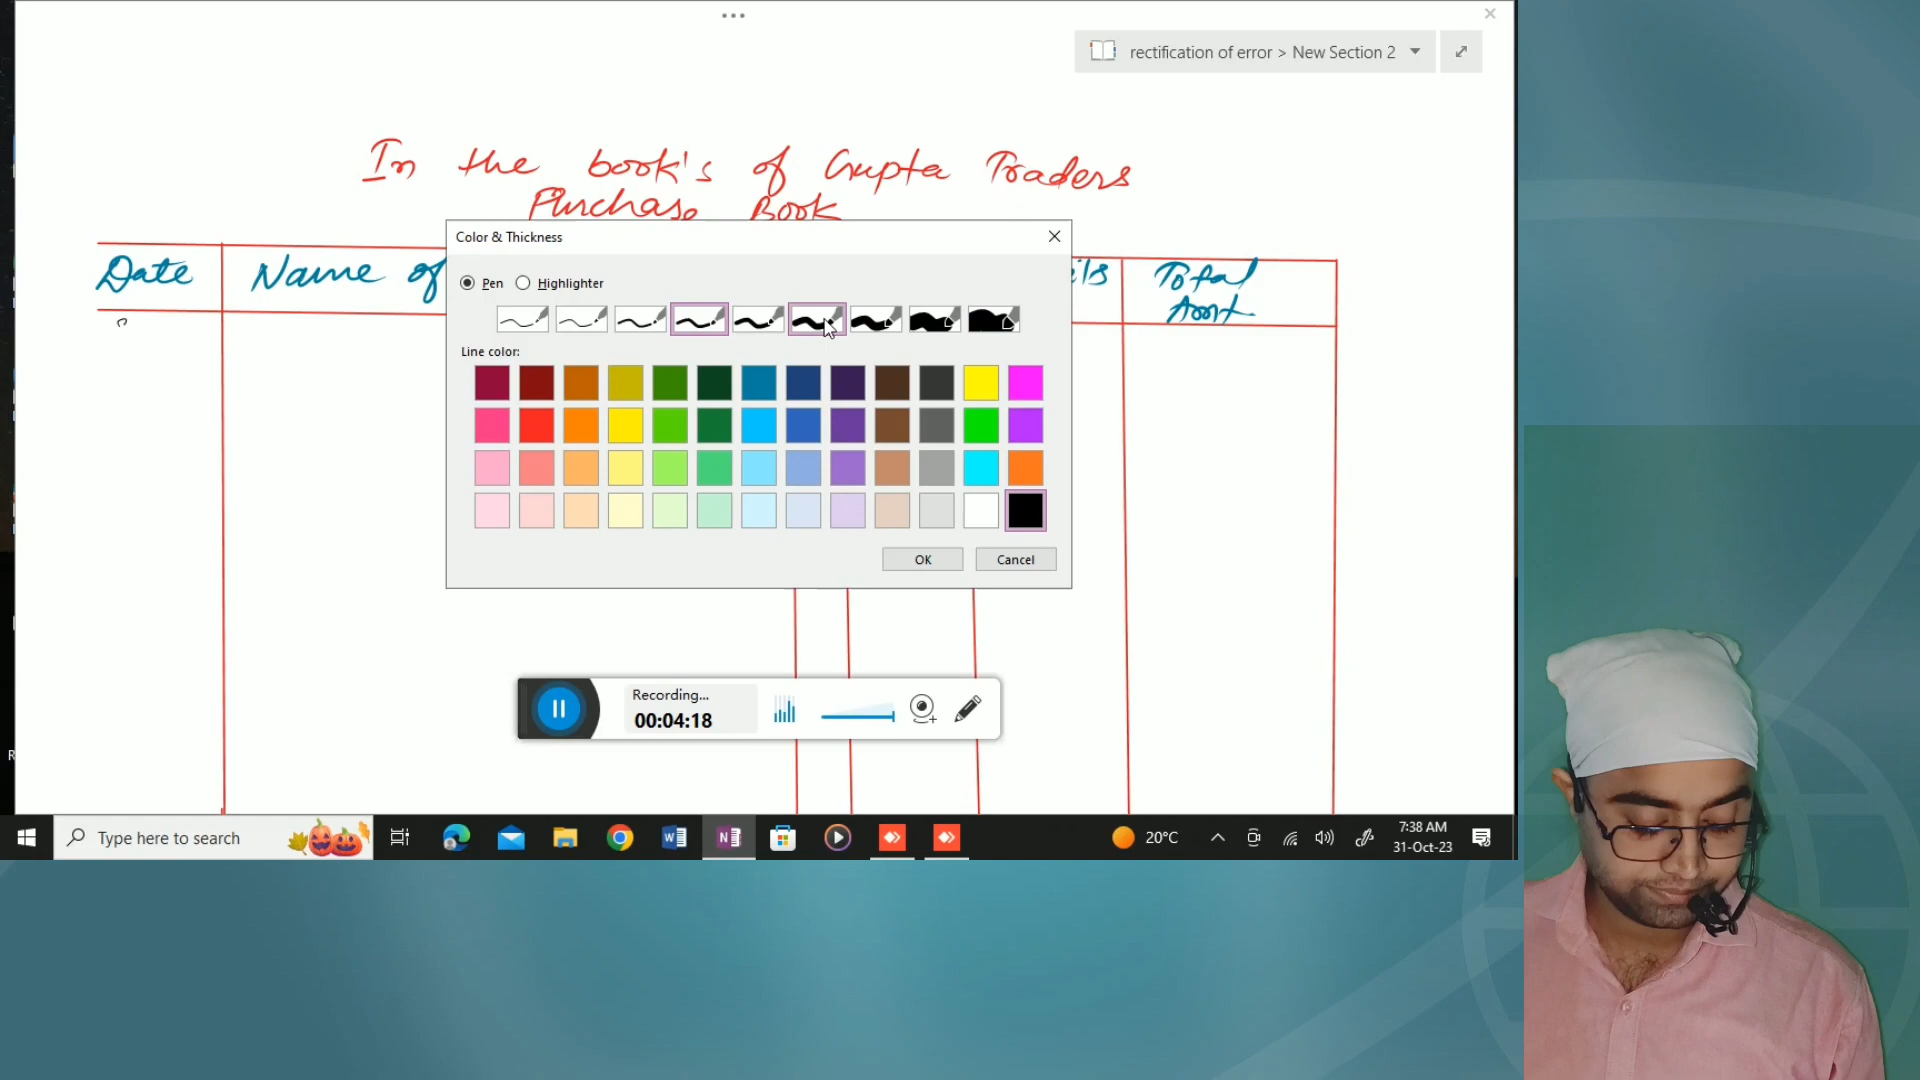 rectification of error > New Section 2
In the book's of Gupta Traders
Purchase Book
Date
Name of
ils
Total
Amt
Color & Thickness
Pen
Highlighter
Line color:
OK
Cancel
Recording...
00:04:18
R
Type here to search
20°C
7:38 AM
31-Oct-23